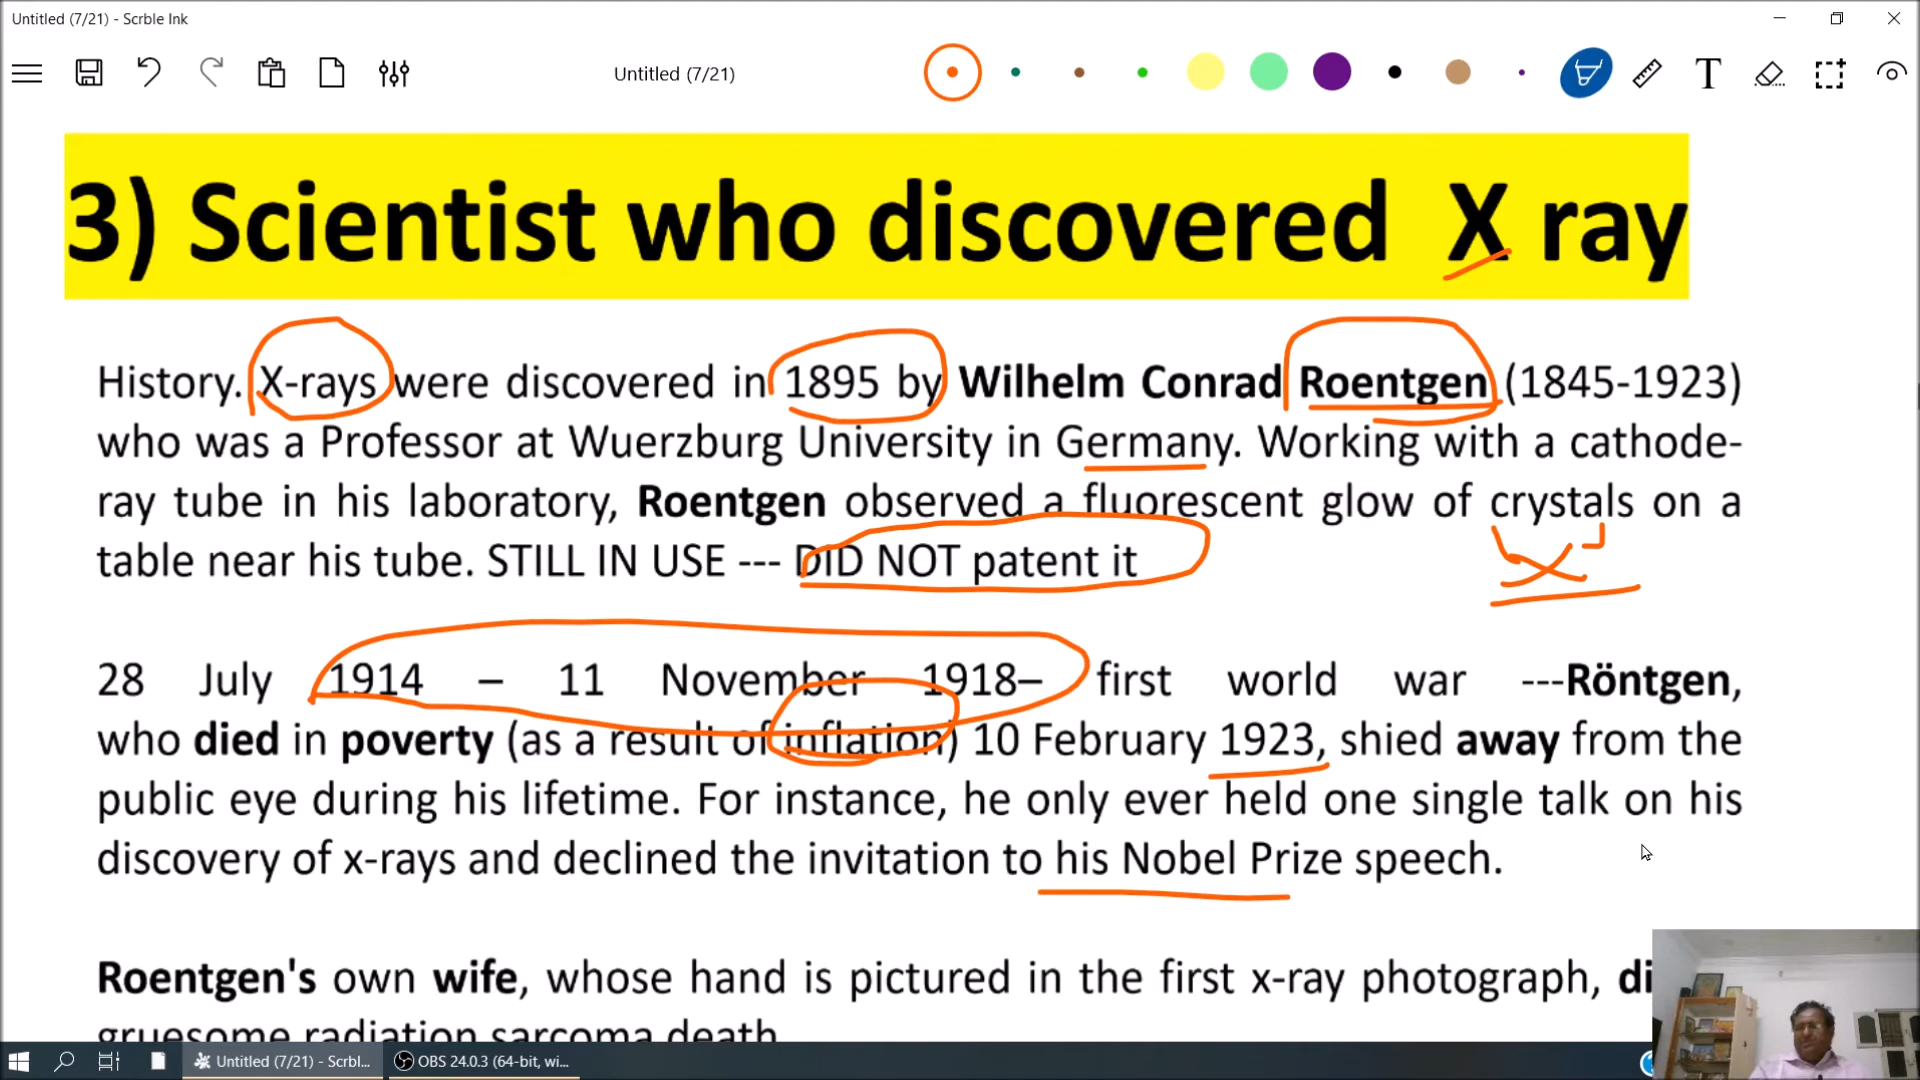 Untitled (7/21) - Scrble Ink
Untitled (7/21)
T
3) Scientist who discovered X ray
History. X-rays were discovered in 1895 by Wilhelm Conrad Roentgen (1845-1923)
who was a Professor at Wuerzburg University in Germany. Working with a cathode-
ray tube in his laboratory, Roentgen observed a fluorescent glow of crystals on a
table near his tube. STILL IN USE --- DID NOT patent it
X
28 July 1914 – 11 November 1918– first world war ---Röntgen,
who died in poverty (as a result of inflation) 10 February 1923, shied away from the
public eye during his lifetime. For instance, he only ever held one single talk on his
discovery of x-rays and declined the invitation to his Nobel Prize speech.
Roentgen's own wife, whose hand is pictured in the first x-ray photograph, di
gruesome radiation sarcoma death
Untitled (7/21) - Scrbl...
OBS 24.0.3 (64-bit, wi...